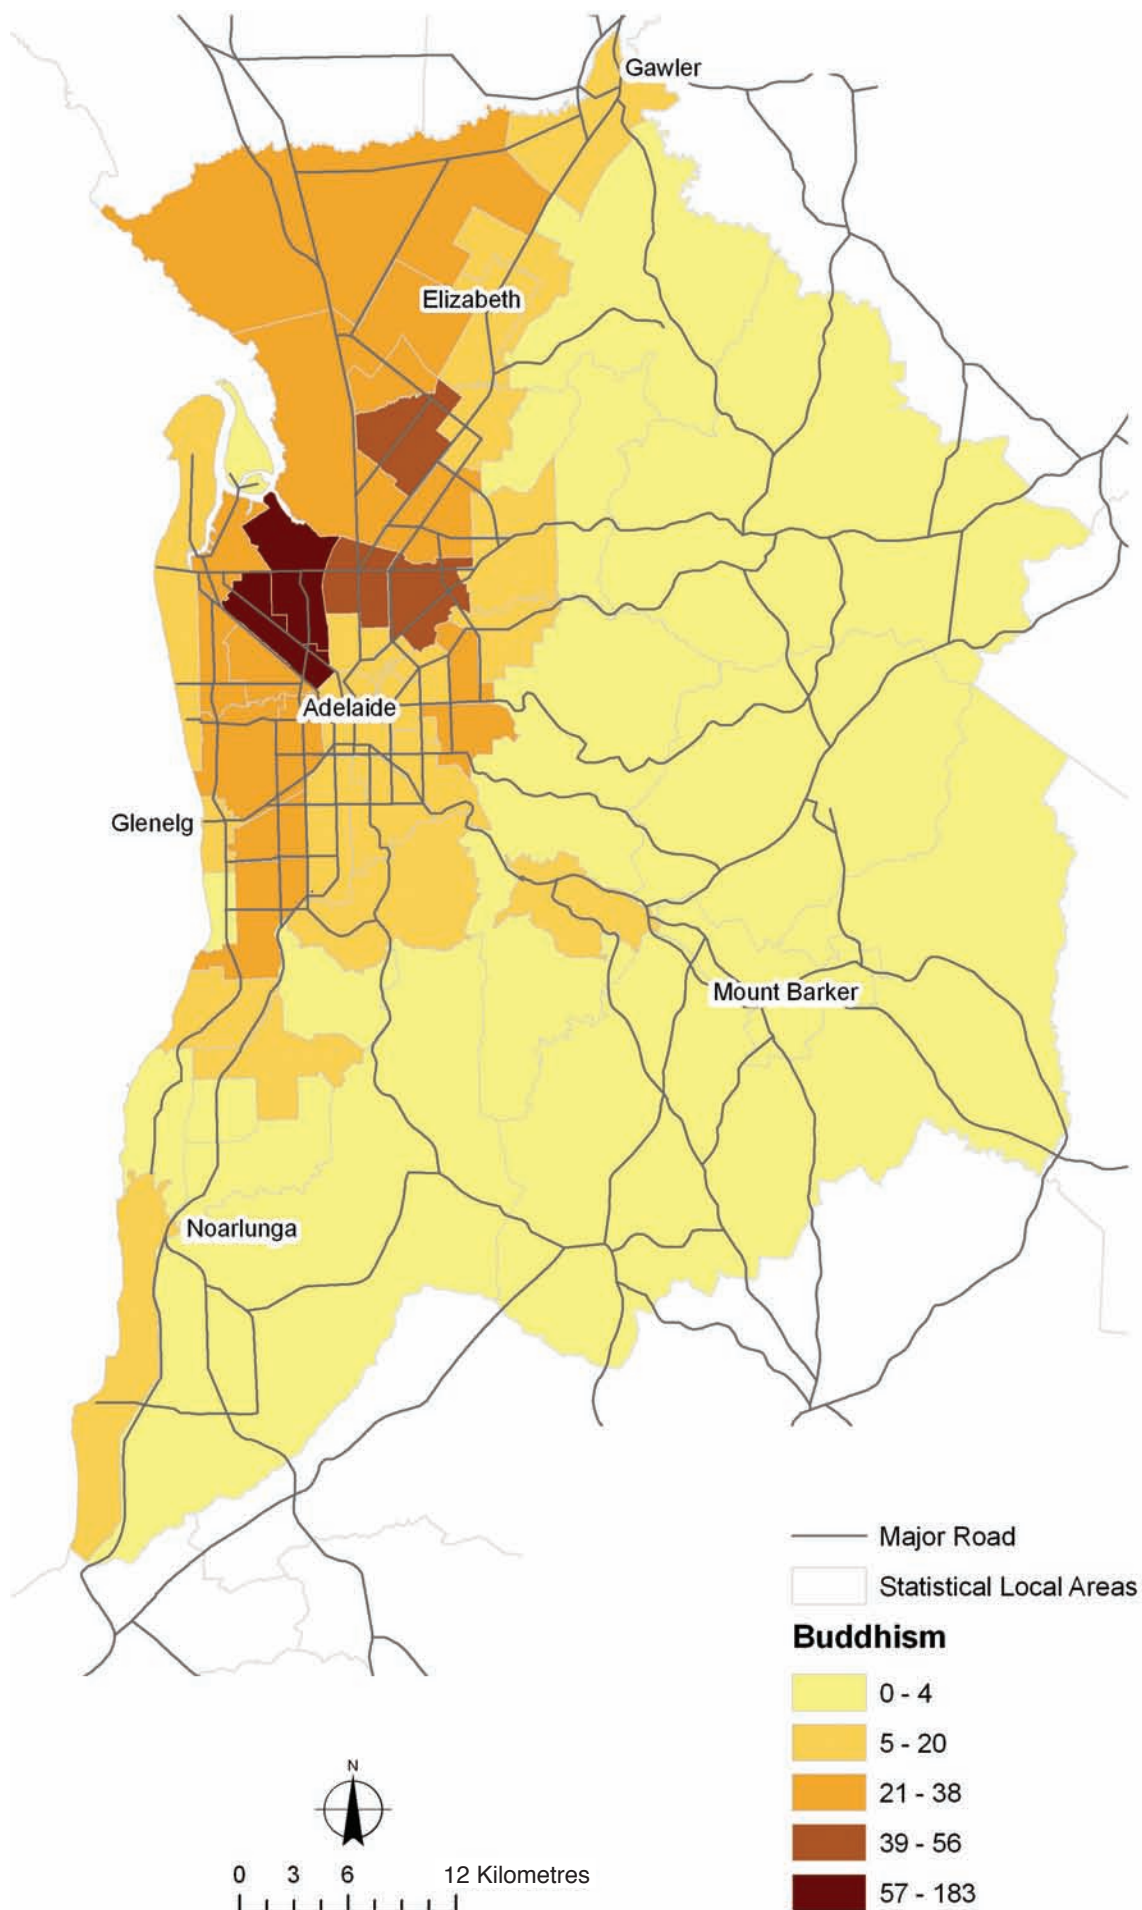 Gawler
Elizabeth
Adelaide
Glenelg
Mount Barker
Noarlunga
Major Road
Statistical Local Areas
Buddhism
0 - 4
5 - 20
21 - 38
39 - 56
57 - 183
N
0 3 6 12 Kilometres